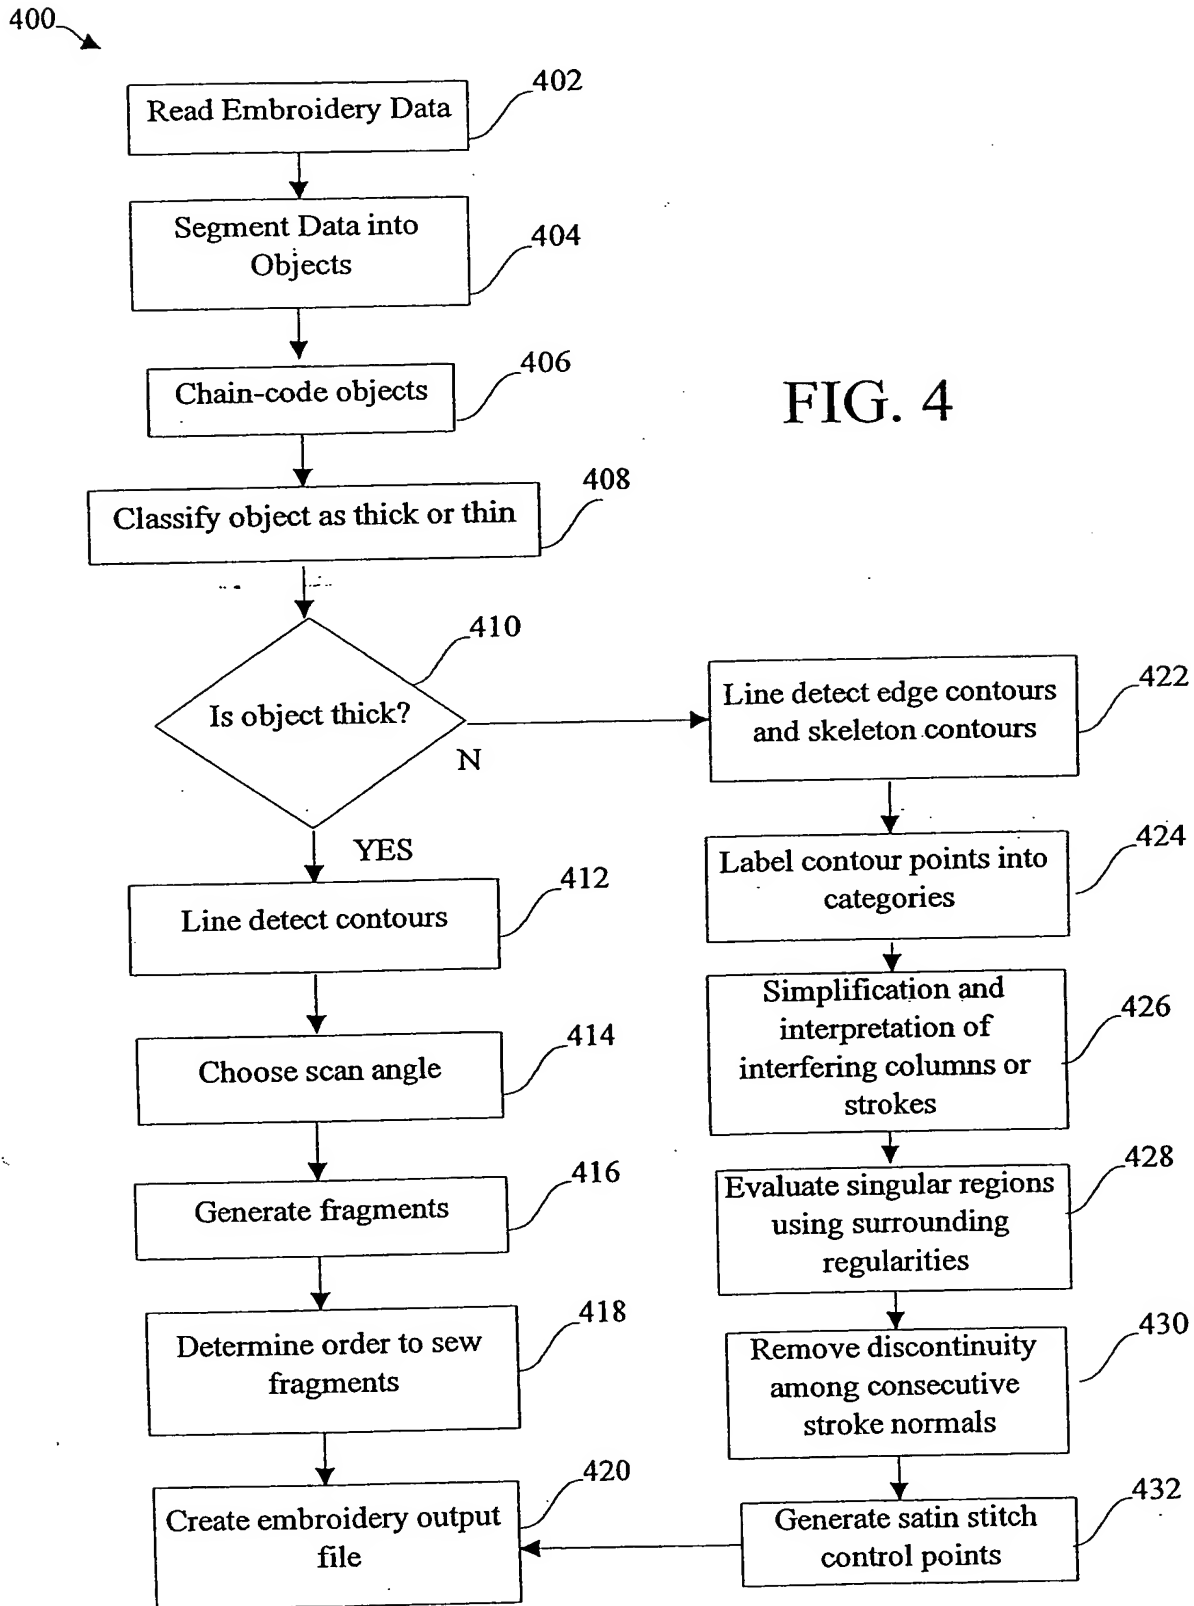 400
402
Read Embroidery Data
Segment Data into
Objects
404
406
Chain-code objects
FIG. 4
408
Classify object as thick or thin
410
Is object thick?
N
YES
412
Line detect contours
414
Choose scan angle
416
Generate fragments
418
Determine order to sew
fragments
420
Create embroidery output
file
422
Line detect edge contours
and skeleton contours
424
Label contour points into
categories
426
Simplification and
interpretation of
interfering columns or
strokes
428
Evaluate singular regions
using surrounding
regularities
430
Remove discontinuity
among consecutive
stroke normals
432
Generate satin stitch
control points